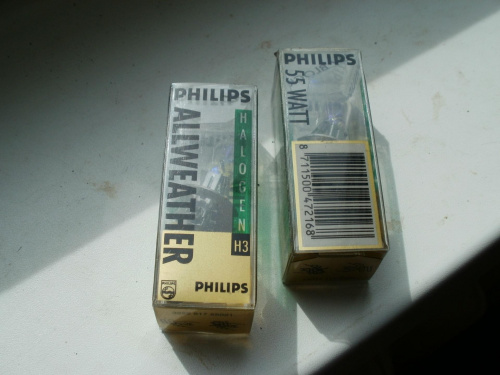 PHILIPS
ALLWEATHER
HALOGEN
H3
PHILIPS
PHILIPS
55 WATT
8 711500 472168